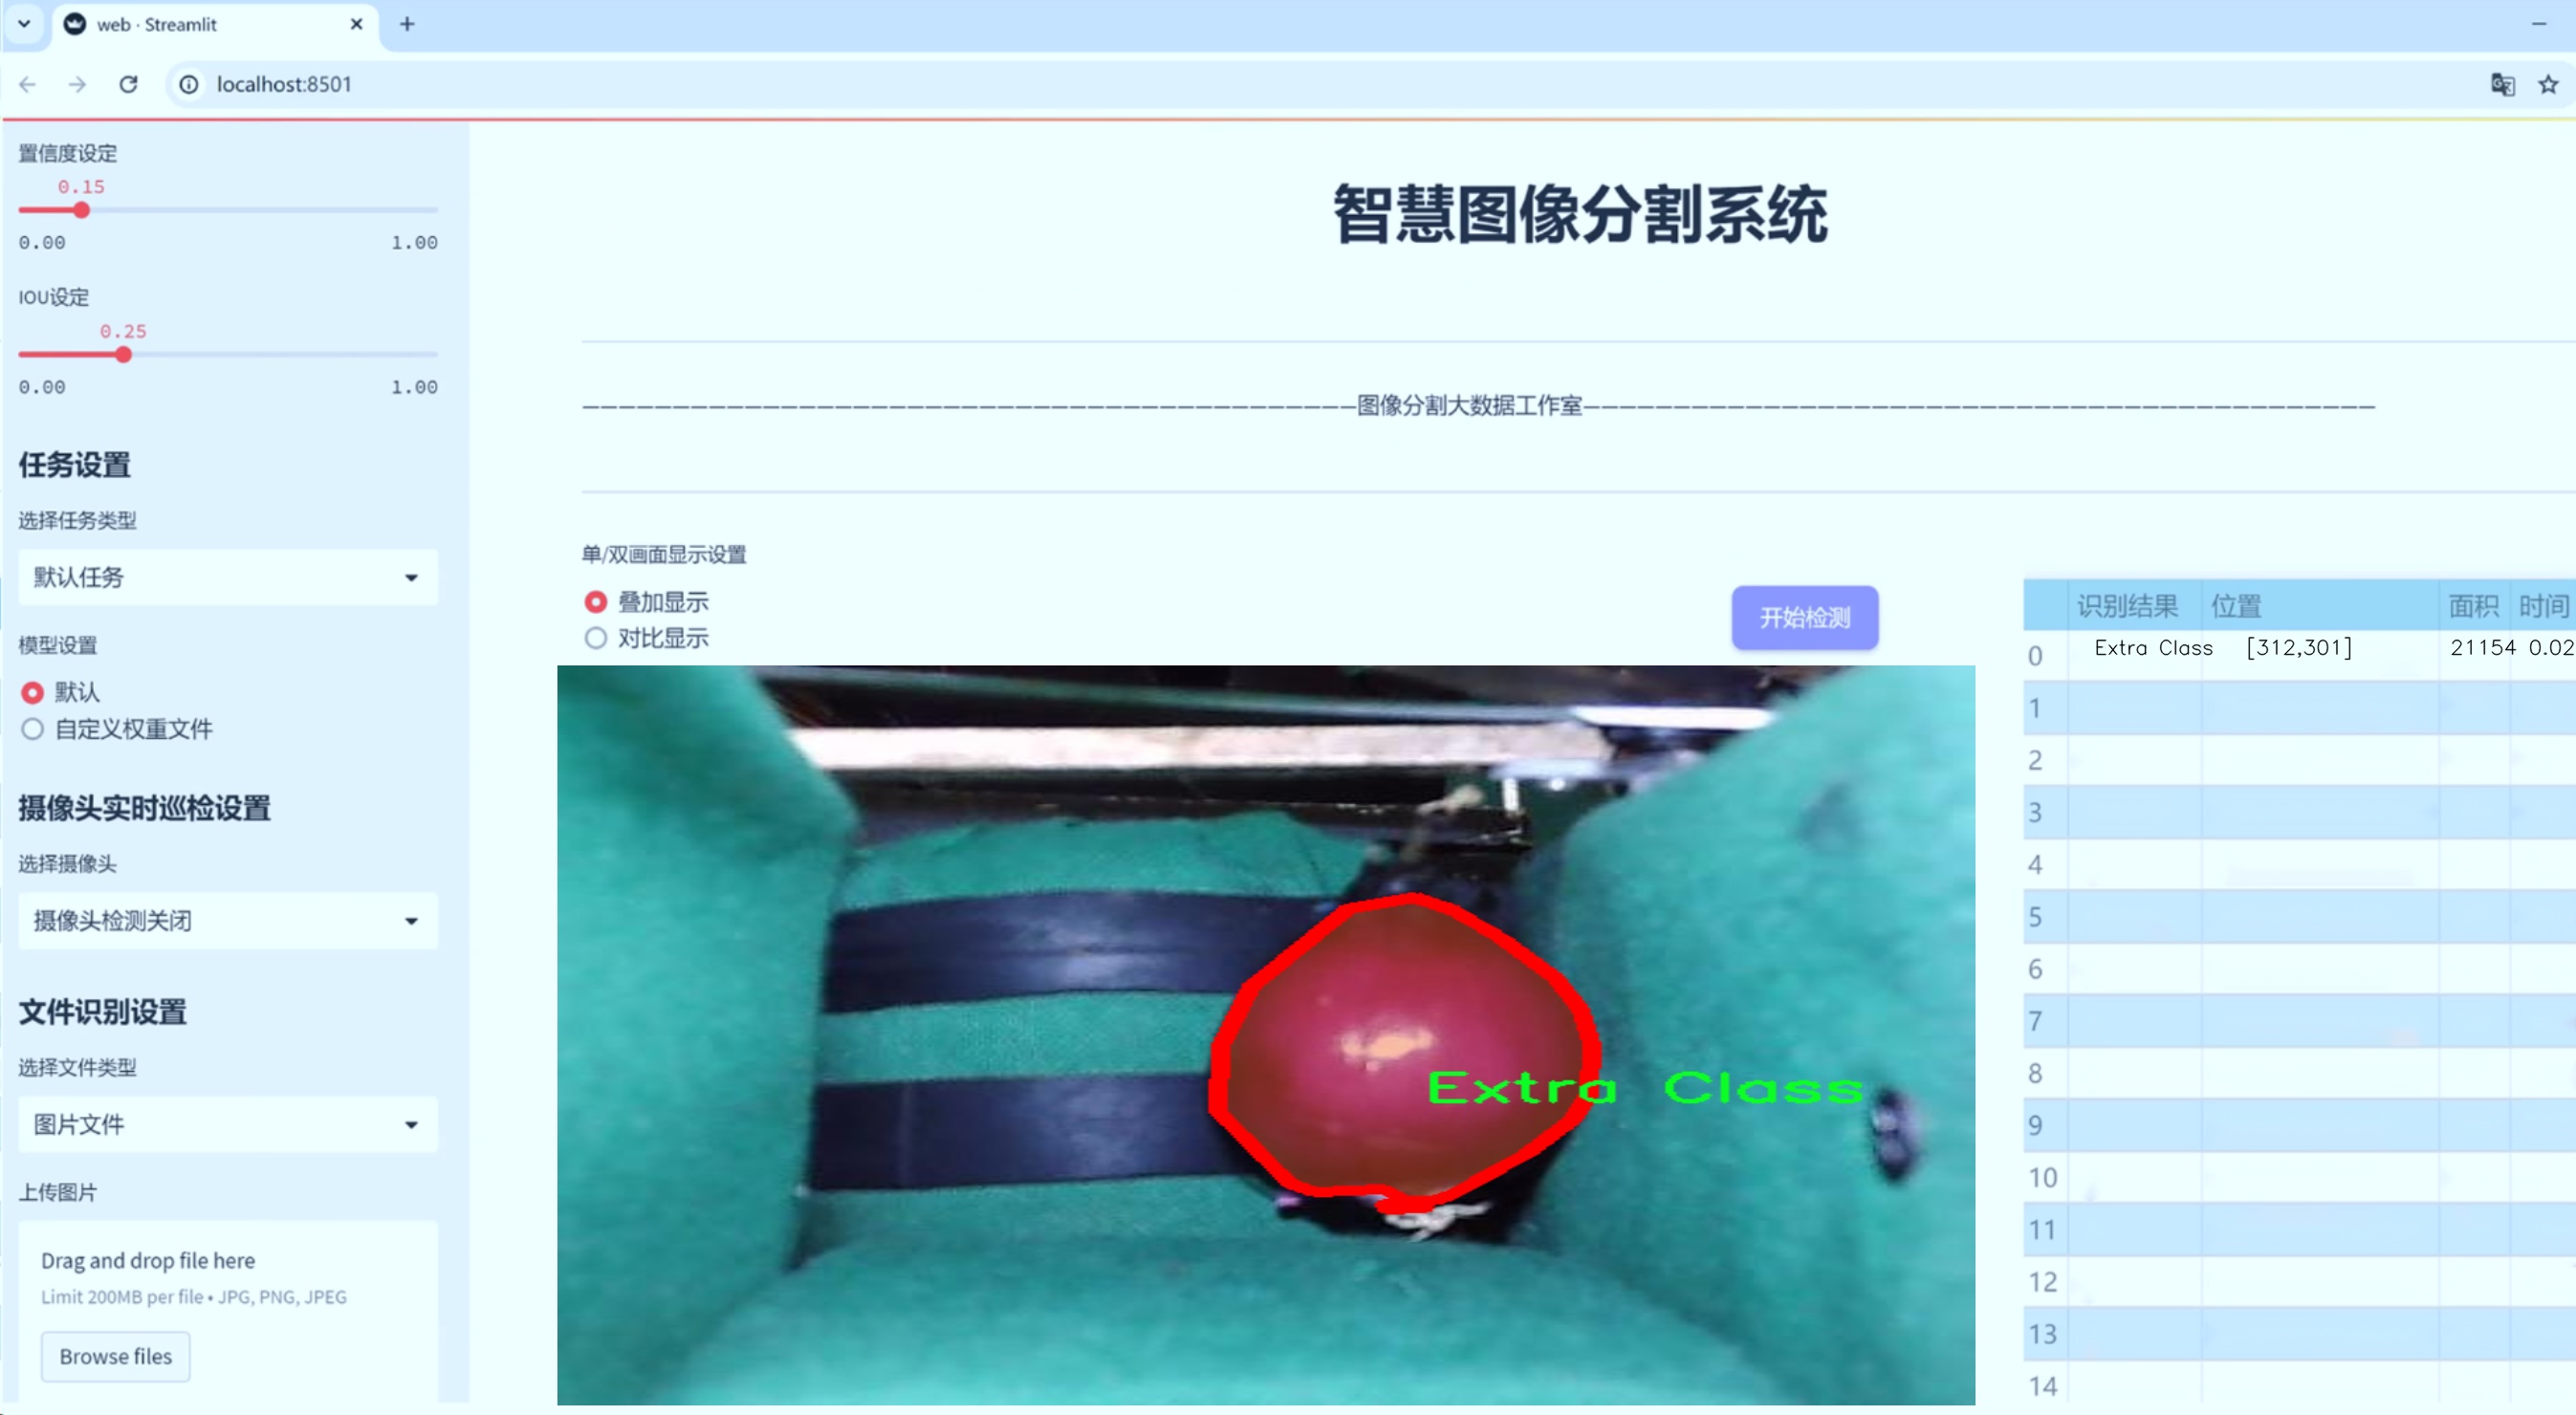 web · Streamlit
localhost:8501
置信度设定
0.15
0.00 1.00
IOU设定
0.25
0.00 1.00
任务设置
选择任务类型
默认任务
模型设置
默认
自定义权重文件
摄像头实时巡检设置
选择摄像头
摄像头检测关闭
文件识别设置
选择文件类型
图片文件
上传图片
Drag and drop file here
Limit 200MB per file • JPG, PNG, JPEG
Browse files
智慧图像分割系统
图像分割大数据工作室
单/双画面显示设置
叠加显示
对比显示
开始检测
Extra Class
识别结果 位置 面积 时间
0 Extra Class [312,301] 21154 0.02
1
2
3
4
5
6
7
8
9
10
11
12
13
14